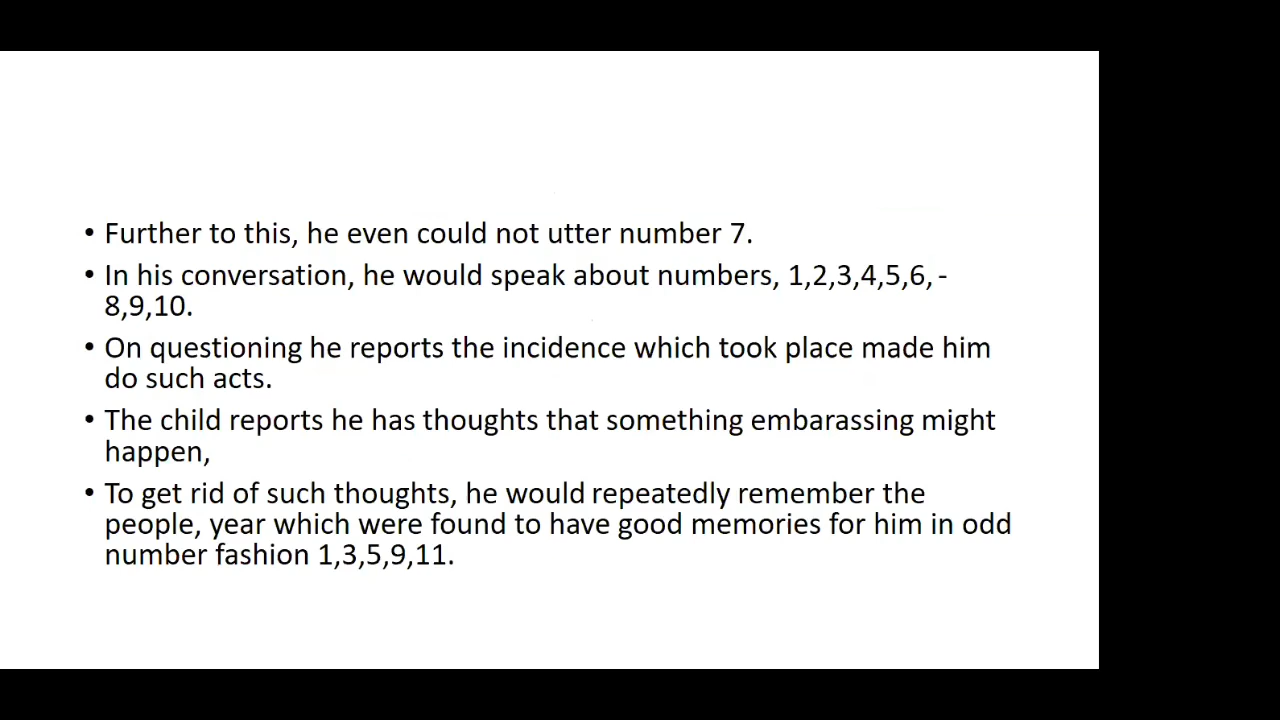 • Further to this, he even could not utter number 7.
• In his conversation, he would speak about numbers, 1,2,3,4,5,6, -
8,9,10.
• On questioning he reports the incidence which took place made him
do such acts.
• The child reports he has thoughts that something embarassing might
happen,
• To get rid of such thoughts, he would repeatedly remember the
people, year which were found to have good memories for him in odd
number fashion 1,3,5,9,11.